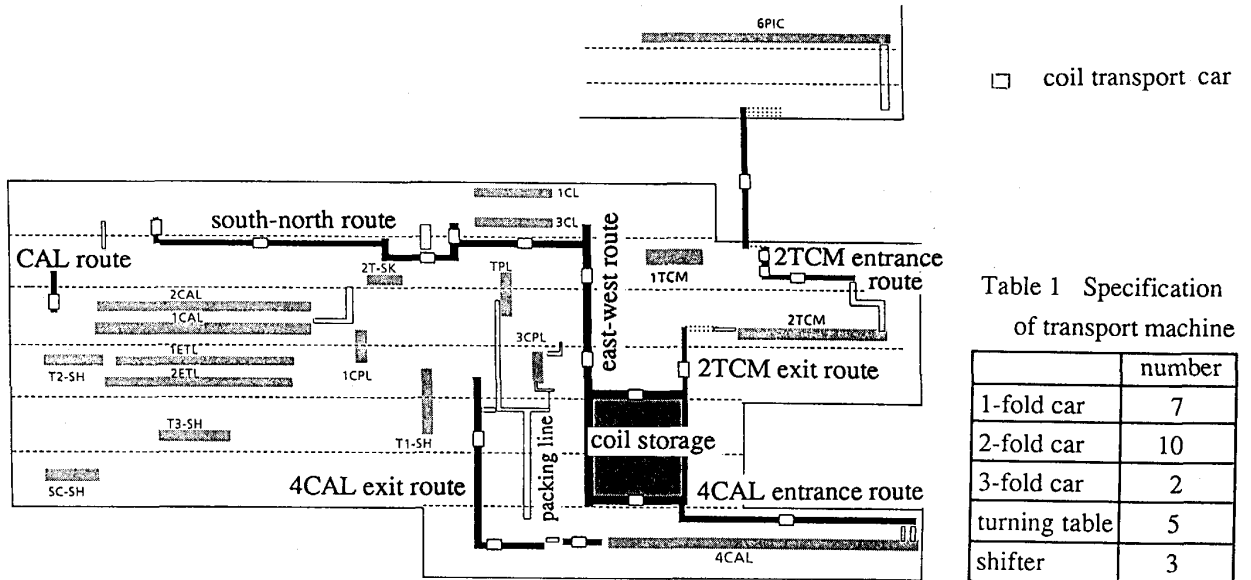 6PIC
coil transport car
1CL
south-north route
3CL
CAL route
2T-SK
TPL
east-west route
1TCM
2TCM entrance
route
2CAL
1CAL
2TCM
3CPL
1ETL
T2-SH
2ETL
1CPL
2TCM exit route
T3-SH
T1-SH
coil storage
packing line
SC-SH
4CAL exit route
4CAL entrance route
4CAL
Table 1 Specification
of transport machine
number
1-fold car 7
2-fold car 10
3-fold car 2
turning table 5
shifter 3